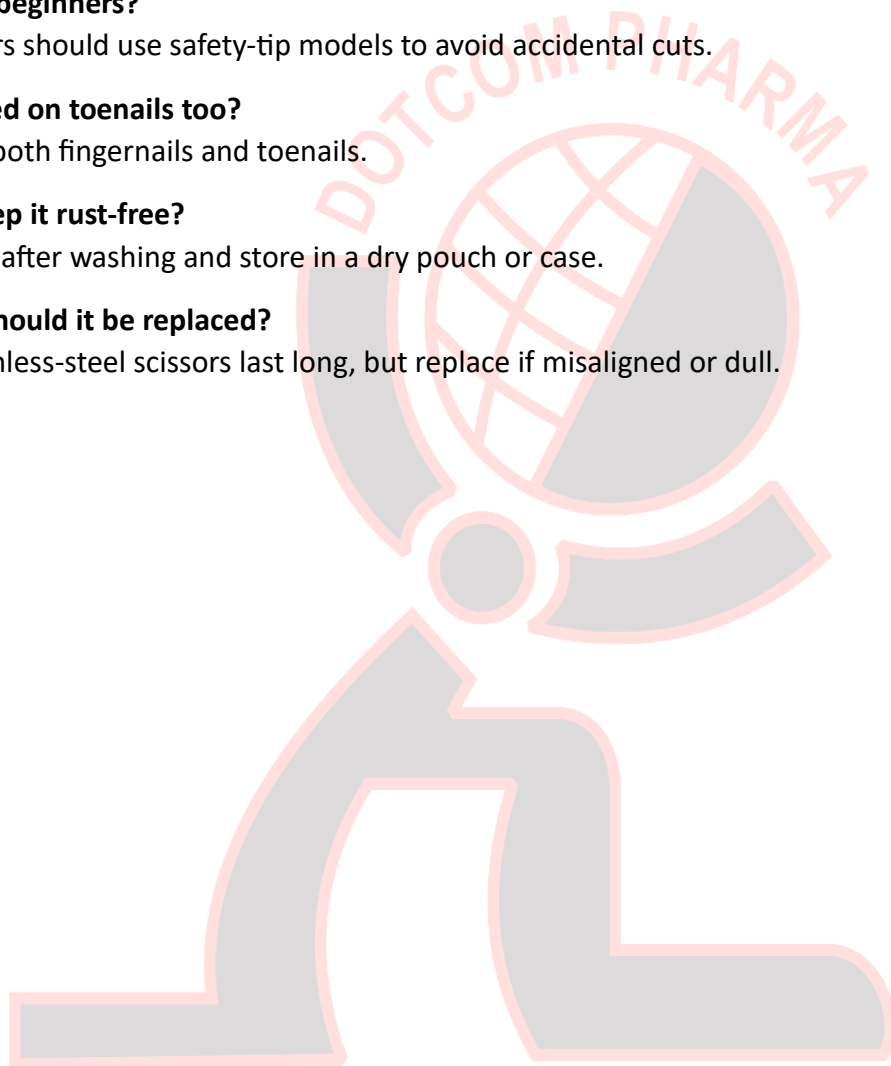 beginners?
rs should use safety-tip models to avoid accidental cuts.
ed on toenails too?
both fingernails and toenails.
ep it rust-free?
after washing and store in a dry pouch or case.
hould it be replaced?
nless-steel scissors last long, but replace if misaligned or dull.
DOTCOM PHARMA